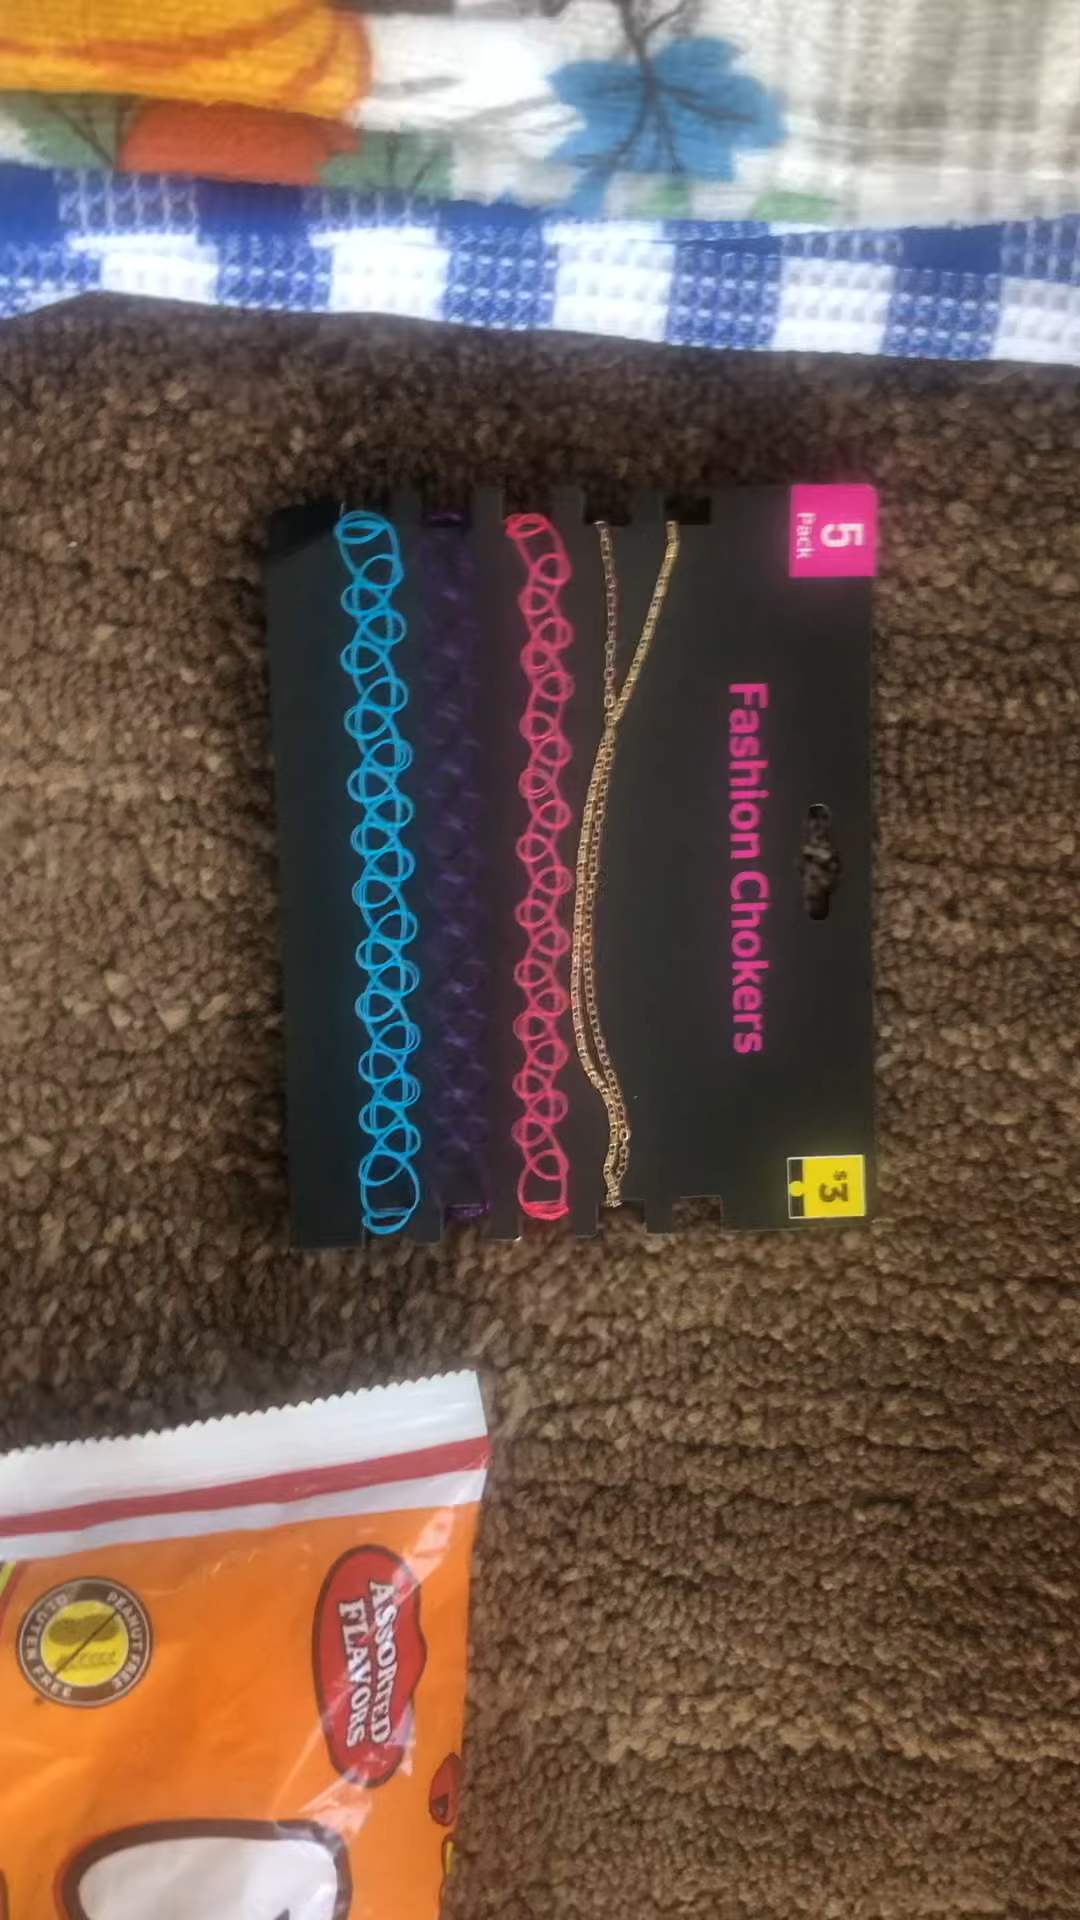 5
Pack
Fashion Chokers
$3
ASSORTED
FLAVORS
PEANUT FREE
GLUTEN FREE